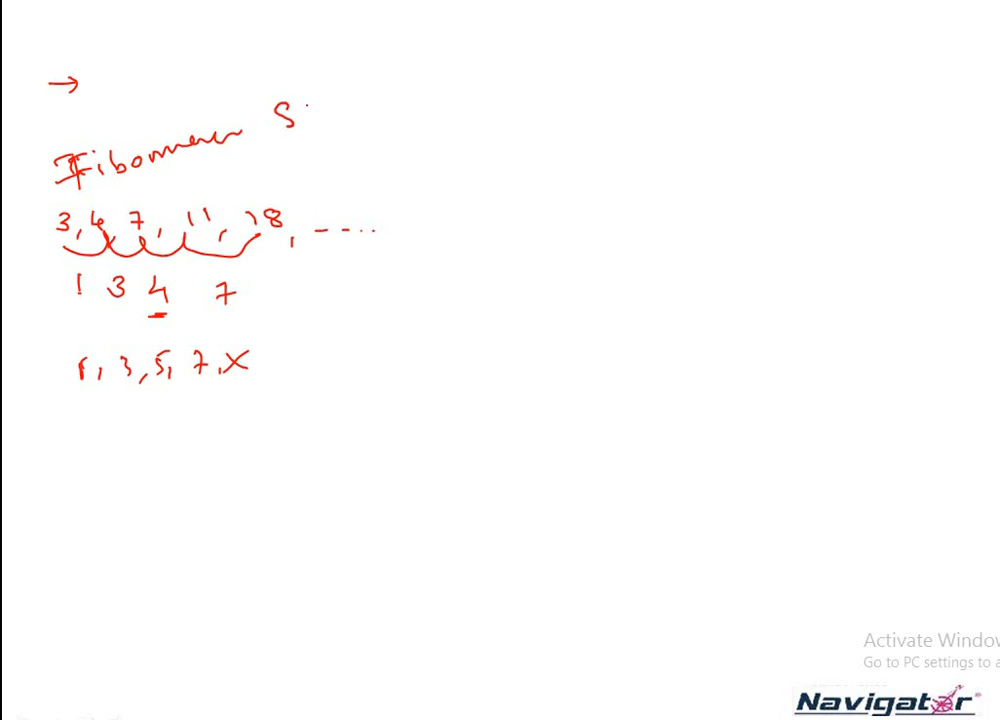 →
Fibonnacci S
3, 4, 7, 11, 18, - - - ..
1 3 4 7
1, 3, 5, 7, X
Activate Window
Go to PC settings to a
Navigator